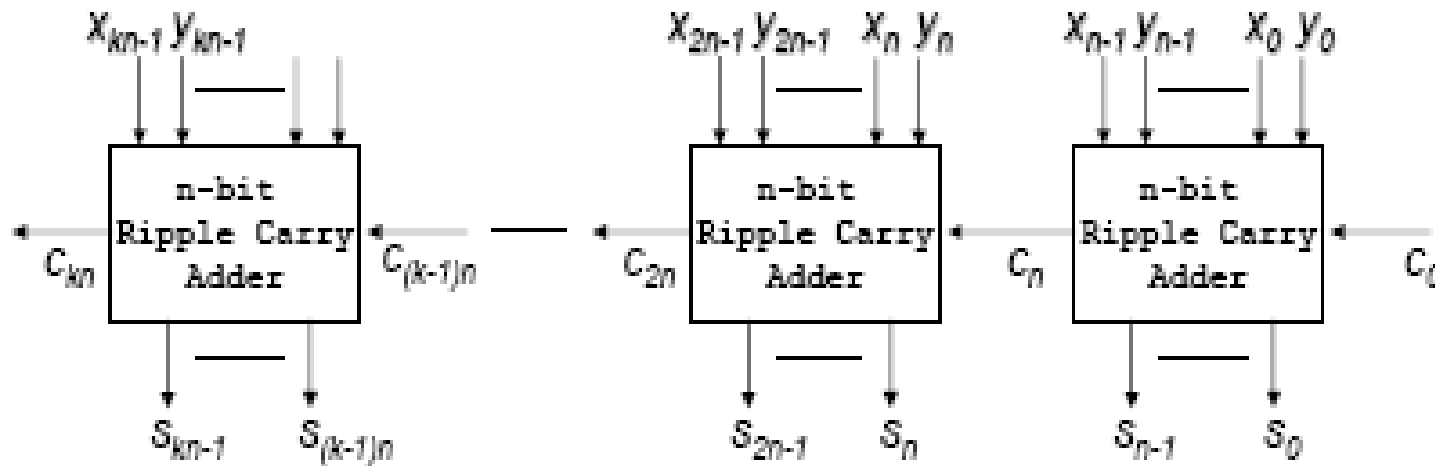 x_{kn-1} y_{kn-1} x_{2n-1} y_{2n-1} x_n y_n x_{n-1} y_{n-1} x_0 y_0
n-bit n-bit n-bit
Ripple Carry Ripple Carry Ripple Carry
Adder Adder Adder
C_{kn} C_{(k-1)n} C_{2n} C_n C_0
S_{kn-1} S_{(k-1)n} S_{2n-1} S_n S_{n-1} S_0